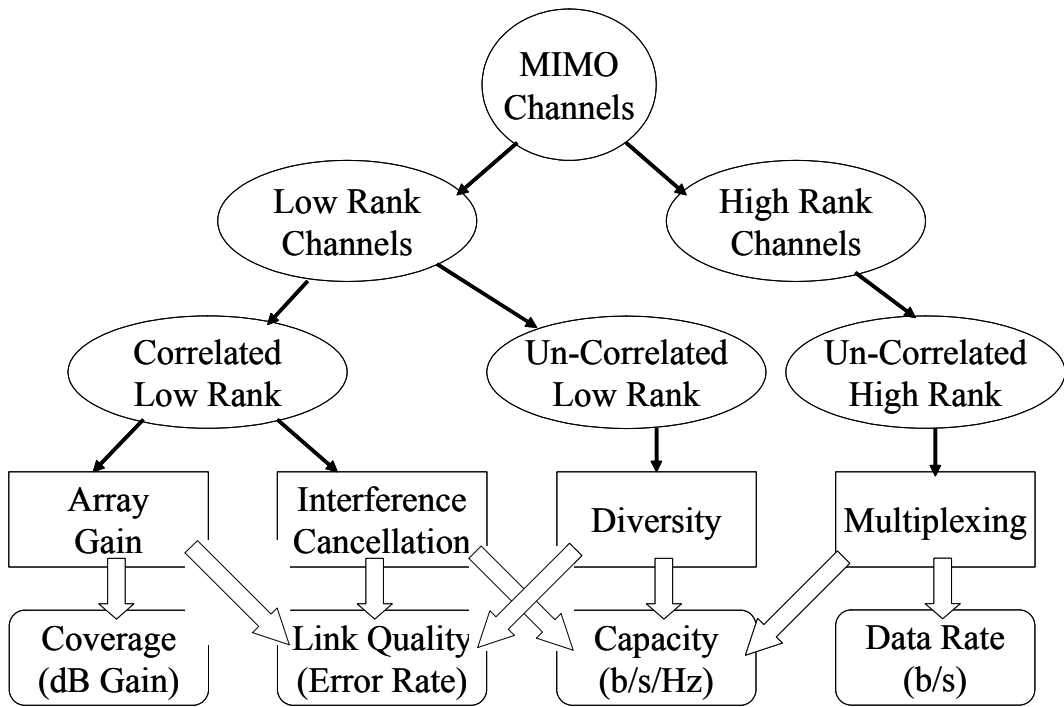 MIMO
Channels
Low Rank
Channels
High Rank
Channels
Correlated
Low Rank
Un-Correlated
Low Rank
Un-Correlated
High Rank
Array
Gain
Interference
Cancellation
Diversity
Multiplexing
Coverage
(dB Gain)
Link Quality
(Error Rate)
Capacity
(b/s/Hz)
Data Rate
(b/s)